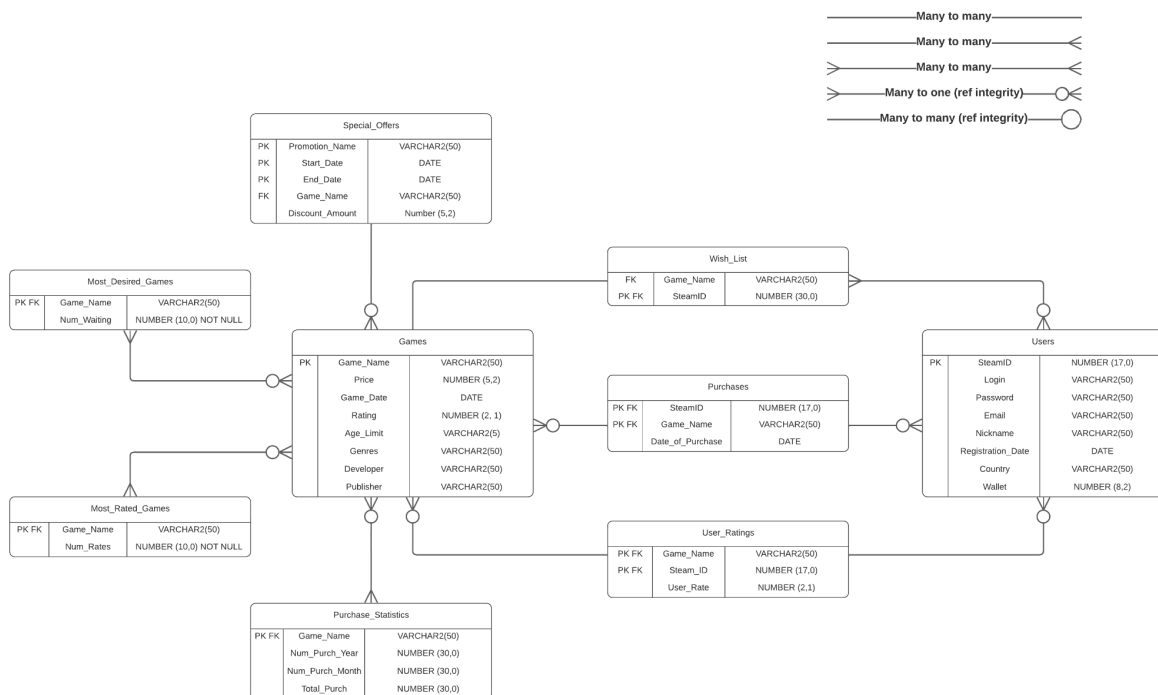 Many to many
Many to many
Many to many
Many to one (ref integrity)
Many to many (ref integrity)
Special_Offers
PK Promotion_Name VARCHAR2(50)
PK Start_Date DATE
PK End_Date DATE
FK Game_Name VARCHAR2(50)
Discount_Amount Number (5,2)
Most_Desired_Games
PK FK Game_Name VARCHAR2(50)
Num_Waiting NUMBER (10,0) NOT NULL
Wish_List
FK Game_Name VARCHAR2(50)
PK FK SteamID NUMBER (30,0)
Games
PK Game_Name VARCHAR2(50)
Price NUMBER (5,2)
Game_Date DATE
Rating NUMBER (2, 1)
Age_Limit VARCHAR2(5)
Genres VARCHAR2(50)
Developer VARCHAR2(50)
Publisher VARCHAR2(50)
Purchases
PK FK SteamID NUMBER (17,0)
PK FK Game_Name VARCHAR2(50)
Date_of_Purchase DATE
Users
PK SteamID NUMBER (17,0)
Login VARCHAR2(50)
Password VARCHAR2(50)
Email VARCHAR2(50)
Nickname VARCHAR2(50)
Registration_Date DATE
Country VARCHAR2(50)
Wallet NUMBER (8,2)
Most_Rated_Games
PK FK Game_Name VARCHAR2(50)
Num_Rates NUMBER (10,0) NOT NULL
User_Ratings
PK FK Game_Name VARCHAR2(50)
PK FK Steam_ID NUMBER (17,0)
User_Rate NUMBER (2,1)
Purchase_Statistics
PK FK Game_Name VARCHAR2(50)
Num_Purch_Year NUMBER (30,0)
Num_Purch_Month NUMBER (30,0)
Total_Purch NUMBER (30,0)